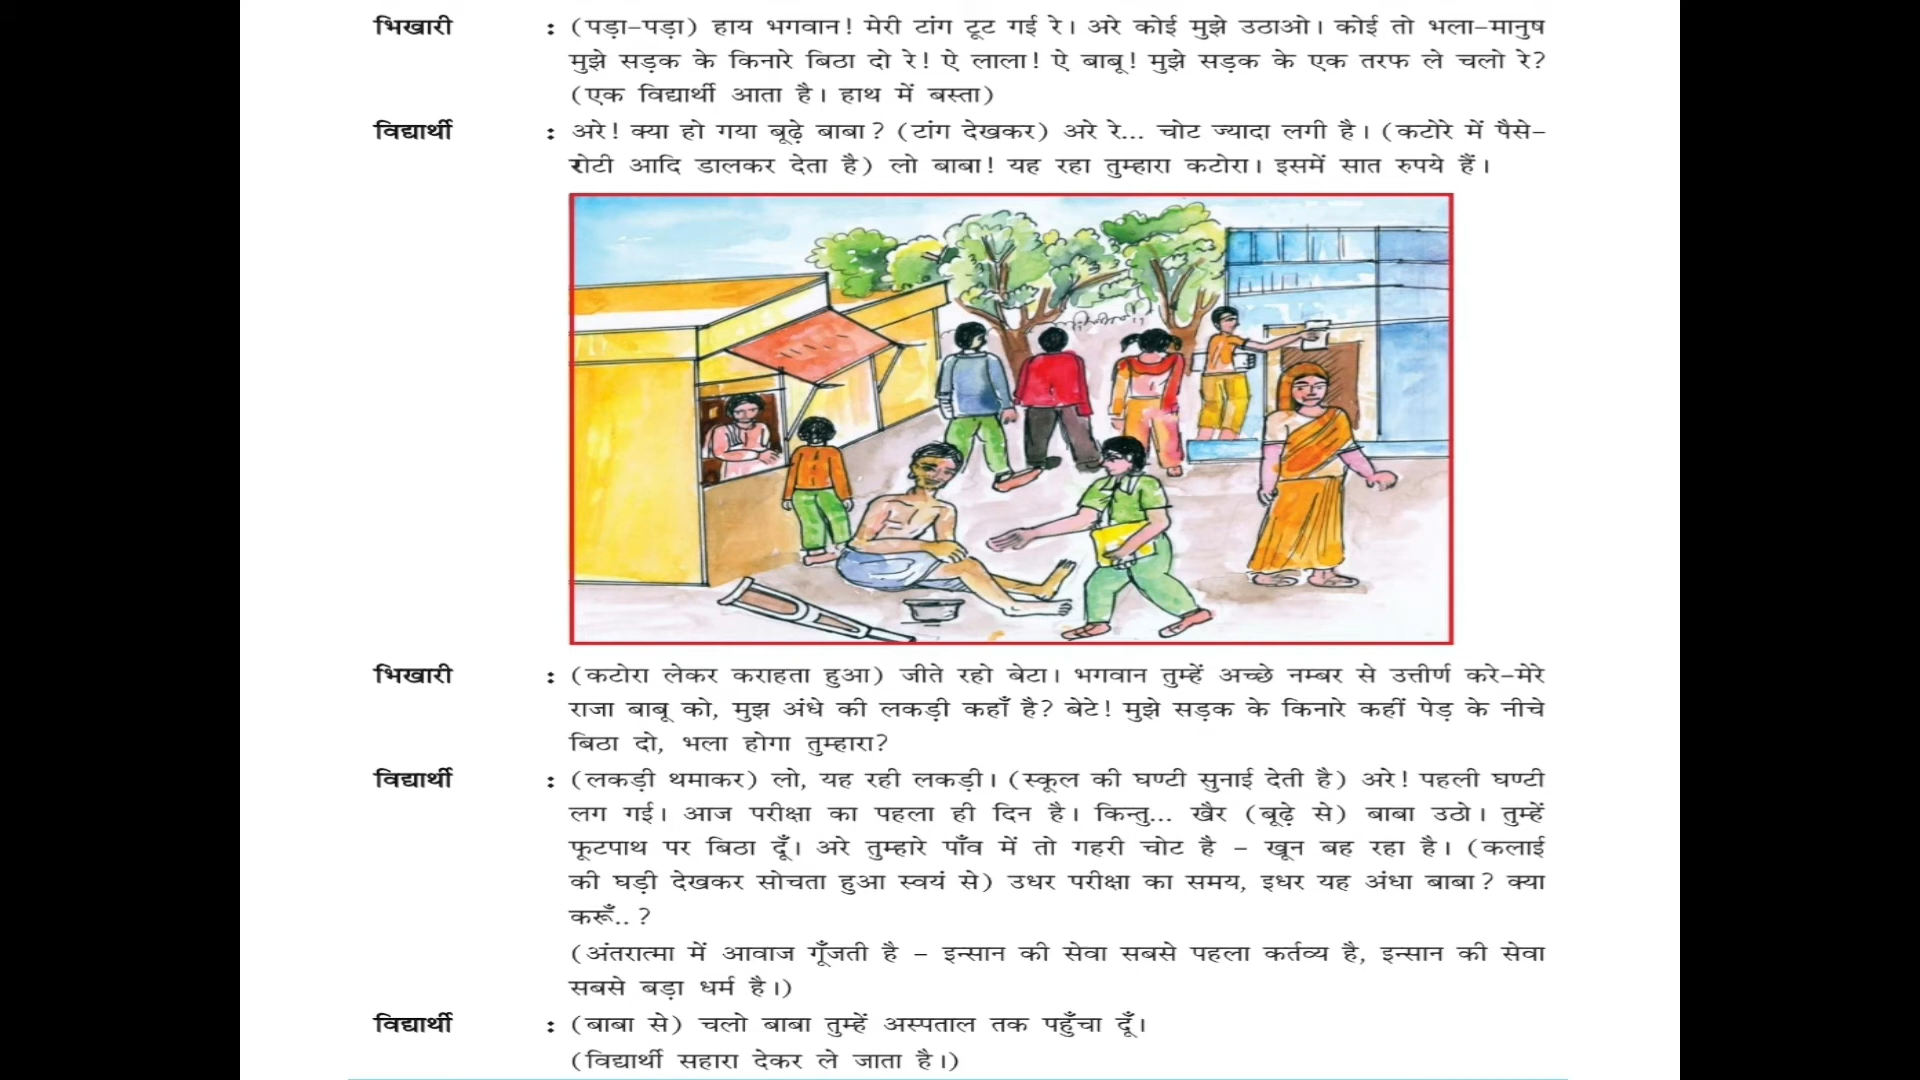 भिखारी : (पड़ा-पड़ा) हाय भगवान! मेरी टांग टूट गई रे। अरे कोई मुझे उठाओ। कोई तो भला-मानुष
मुझे सड़क के किनारे बिठा दो रे! ऐ लाला! ऐ बाबू! मुझे सड़क के एक तरफ ले चलो रे?
(एक विद्यार्थी आता है। हाथ में बस्ता)
विद्यार्थी : अरे! क्या हो गया बूढ़े बाबा? (टांग देखकर) अरे रे... चोट ज्यादा लगी है। (कटोरे में पैसे-
रोटी आदि डालकर देता है) लो बाबा! यह रहा तुम्हारा कटोरा। इसमें सात रुपये हैं।
भिखारी : (कटोरा लेकर कराहता हुआ) जीते रहो बेटा। भगवान तुम्हें अच्छे नम्बर से उत्तीर्ण करे-मेरे
राजा बाबू को, मुझ अंधे की लकड़ी कहाँ है? बेटे! मुझे सड़क के किनारे कहीं पेड़ के नीचे
बिठा दो, भला होगा तुम्हारा?
विद्यार्थी : (लकड़ी थमाकर) लो, यह रही लकड़ी। (स्कूल की घण्टी सुनाई देती है) अरे! पहली घण्टी
लग गई। आज परीक्षा का पहला ही दिन है। किन्तु... खैर (बूढ़े से) बाबा उठो। तुम्हें
फूटपाथ पर बिठा दूँ। अरे तुम्हारे पाँव में तो गहरी चोट है - खून बह रहा है। (कलाई
की घड़ी देखकर सोचता हुआ स्वयं से) उधर परीक्षा का समय, इधर यह अंधा बाबा? क्या
करूँ..?
(अंतरात्मा में आवाज गूँजती है - इन्सान की सेवा सबसे पहला कर्तव्य है, इन्सान की सेवा
सबसे बड़ा धर्म है।)
विद्यार्थी : (बाबा से) चलो बाबा तुम्हें अस्पताल तक पहुँचा दूँ।
(विद्यार्थी सहारा देकर ले जाता है।)